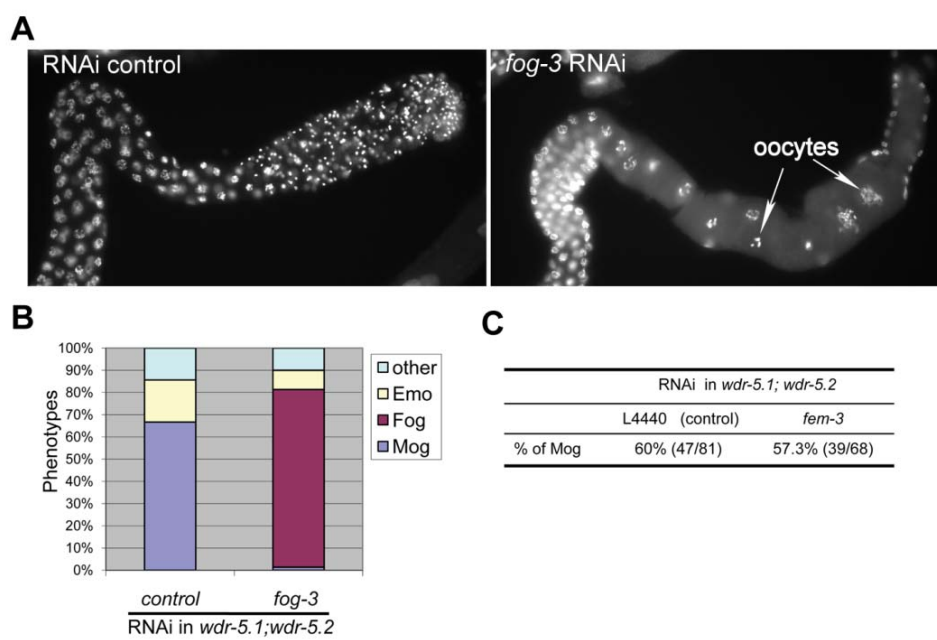 A
RNAi control
fog-3 RNAi
oocytes
B
100%
90%
80%
70%
60%
50%
40%
30%
20%
10%
0%
Phenotypes
other
Emo
Fog
Mog
control fog-3
RNAi in wdr-5.1;wdr-5.2
C
RNAi in wdr-5.1; wdr-5.2
L4440 (control) fem-3
% of Mog 60% (47/81) 57.3% (39/68)